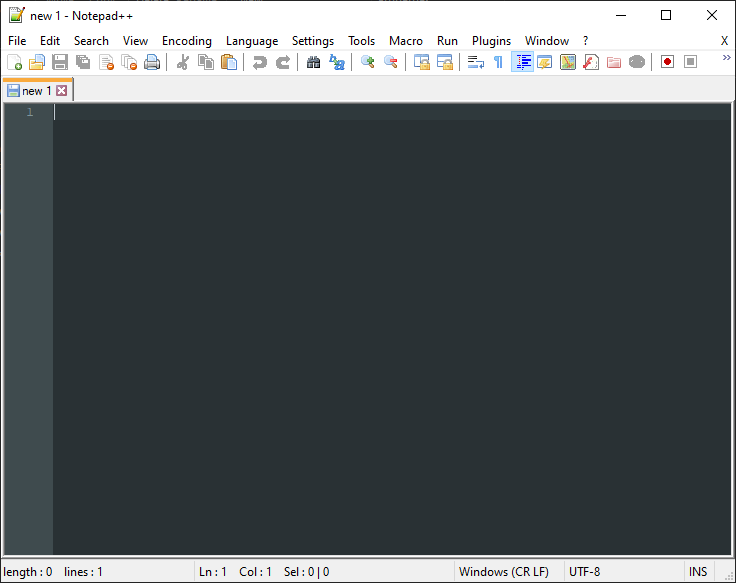 new 1 - Notepad++
File Edit Search View Encoding Language Settings Tools Macro Run Plugins Window ? X
new 1
1
length : 0 lines : 1 Ln : 1 Col : 1 Sel : 0 | 0 Windows (CR LF) UTF-8 INS